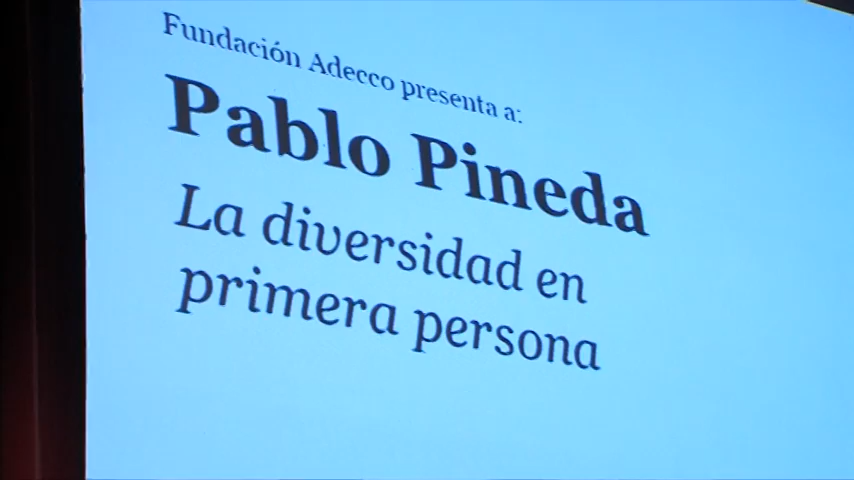 Fundación Adecco presenta a:
Pablo Pineda
La diversidad en
primera persona